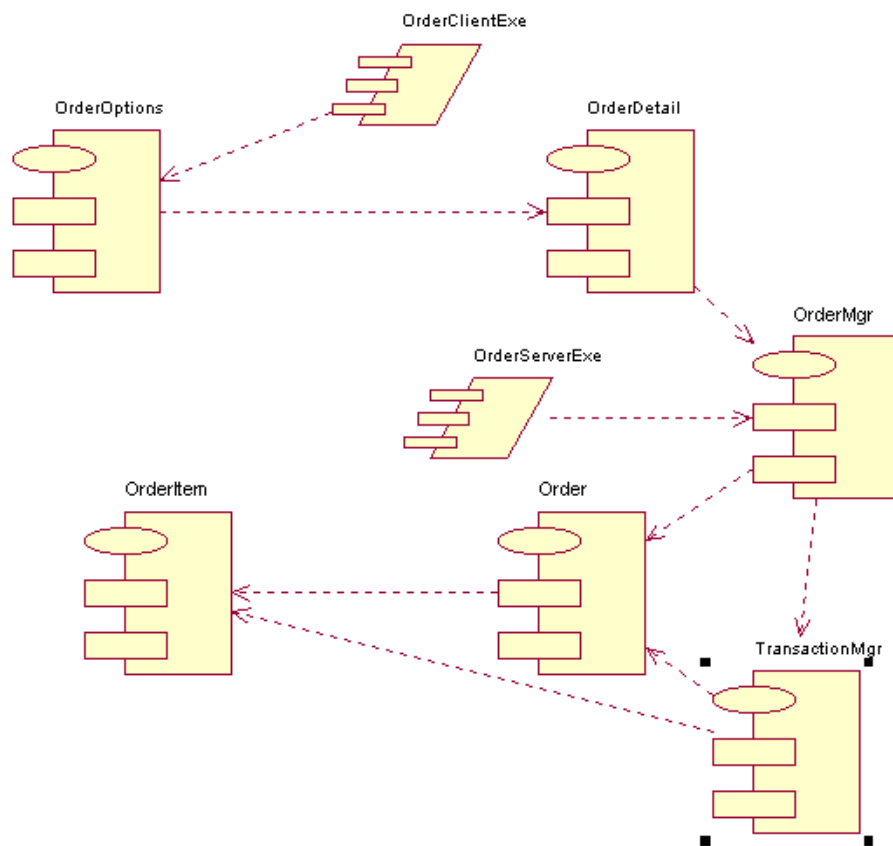 OrderClientExe
OrderOptions
OrderDetail
OrderMgr
OrderServerExe
OrderItem
Order
TransactionMgr